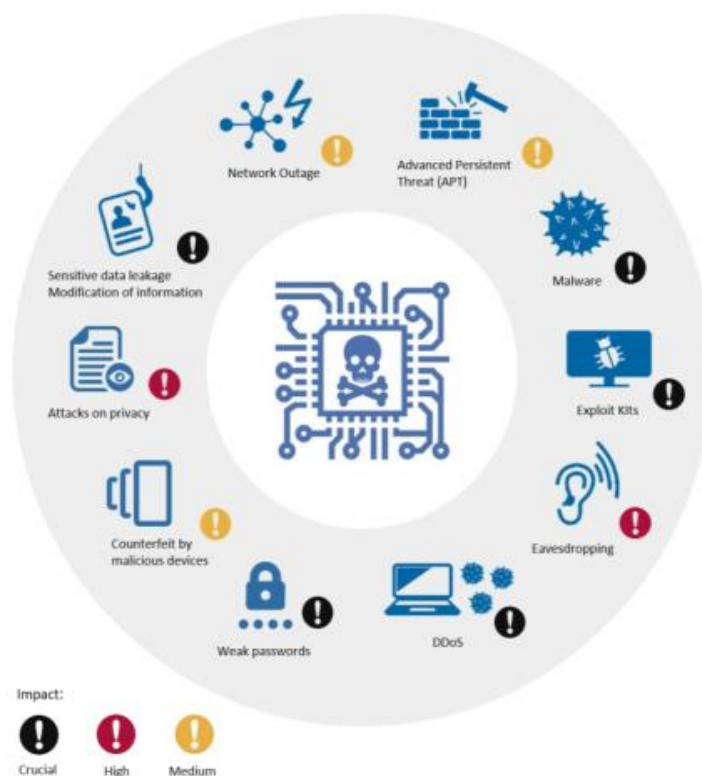 Network Outage
Advanced Persistent
Threat (APT)
Malware
Exploit Kits
Eavesdropping
DDoS
Weak passwords
Counterfeit by
malicious devices
Attacks on privacy
Sensitive data leakage
Modification of information
Impact:
Crucial
High
Medium